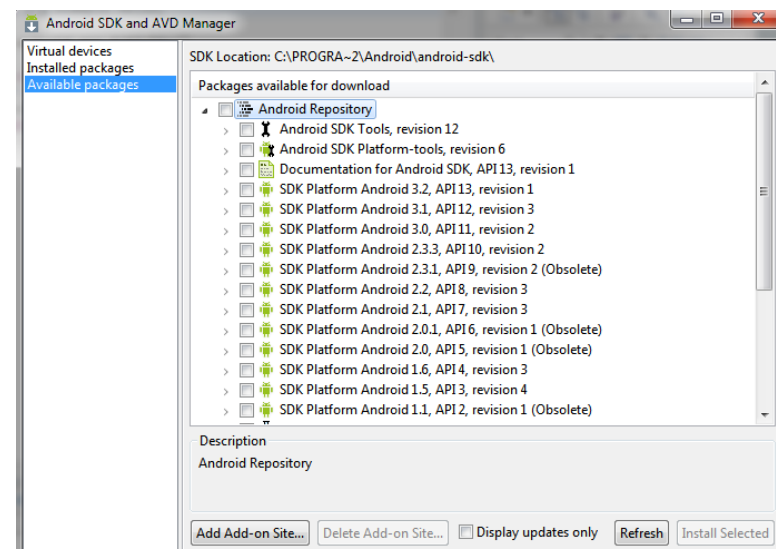 Android SDK and AVD Manager
Virtual devices
Installed packages
Available packages
SDK Location: C:\PROGRA~2\Android\android-sdk\
Packages available for download
Android Repository
Android SDK Tools, revision 12
Android SDK Platform-tools, revision 6
Documentation for Android SDK, API 13, revision 1
SDK Platform Android 3.2, API 13, revision 1
SDK Platform Android 3.1, API 12, revision 3
SDK Platform Android 3.0, API 11, revision 2
SDK Platform Android 2.3.3, API 10, revision 2
SDK Platform Android 2.3.1, API 9, revision 2 (Obsolete)
SDK Platform Android 2.2, API 8, revision 3
SDK Platform Android 2.1, API 7, revision 3
SDK Platform Android 2.0.1, API 6, revision 1 (Obsolete)
SDK Platform Android 2.0, API 5, revision 1 (Obsolete)
SDK Platform Android 1.6, API 4, revision 3
SDK Platform Android 1.5, API 3, revision 4
SDK Platform Android 1.1, API 2, revision 1 (Obsolete)
Description
Android Repository
Add Add-on Site... Delete Add-on Site... Display updates only Refresh Install Selected